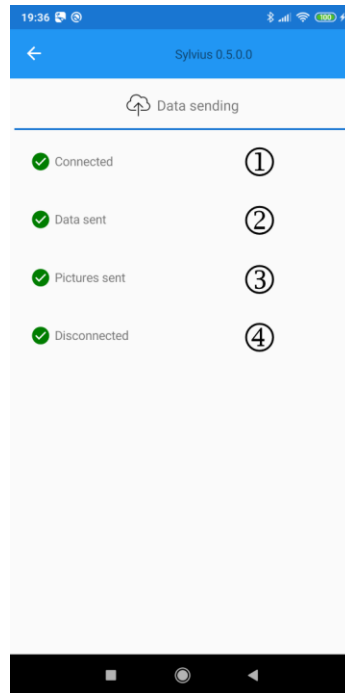 19:36 100
Sylvius 0.5.0.0
Data sending
Connected ①
Data sent ②
Pictures sent ③
Disconnected ④